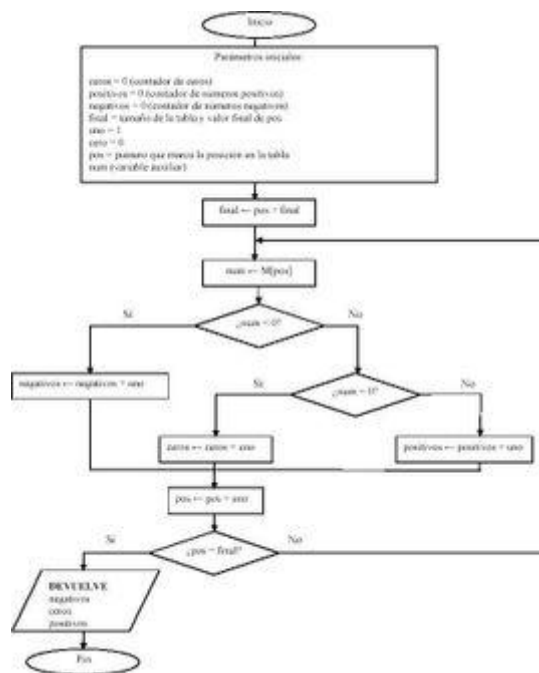 Inicio
Parámetros iniciales
ceros = 0 (contador de ceros)
positivos = 0 (contador de números positivos)
negativos = 0 (contador de números negativos)
final = tamaño de la tabla y valor final de pos
uno = 1
cero = 0
pos = puntero que marca la posición en la tabla
num (variable auxiliar)
final ← pos + final
num ← M[pos]
¿num < 0?
Si
No
negativos ← negativos + uno
¿num = 0?
Si
No
ceros ← ceros + uno
positivos ← positivos + uno
pos ← pos + uno
¿pos = final?
Si
No
DEVUELVE
negativos
ceros
positivos
Fin